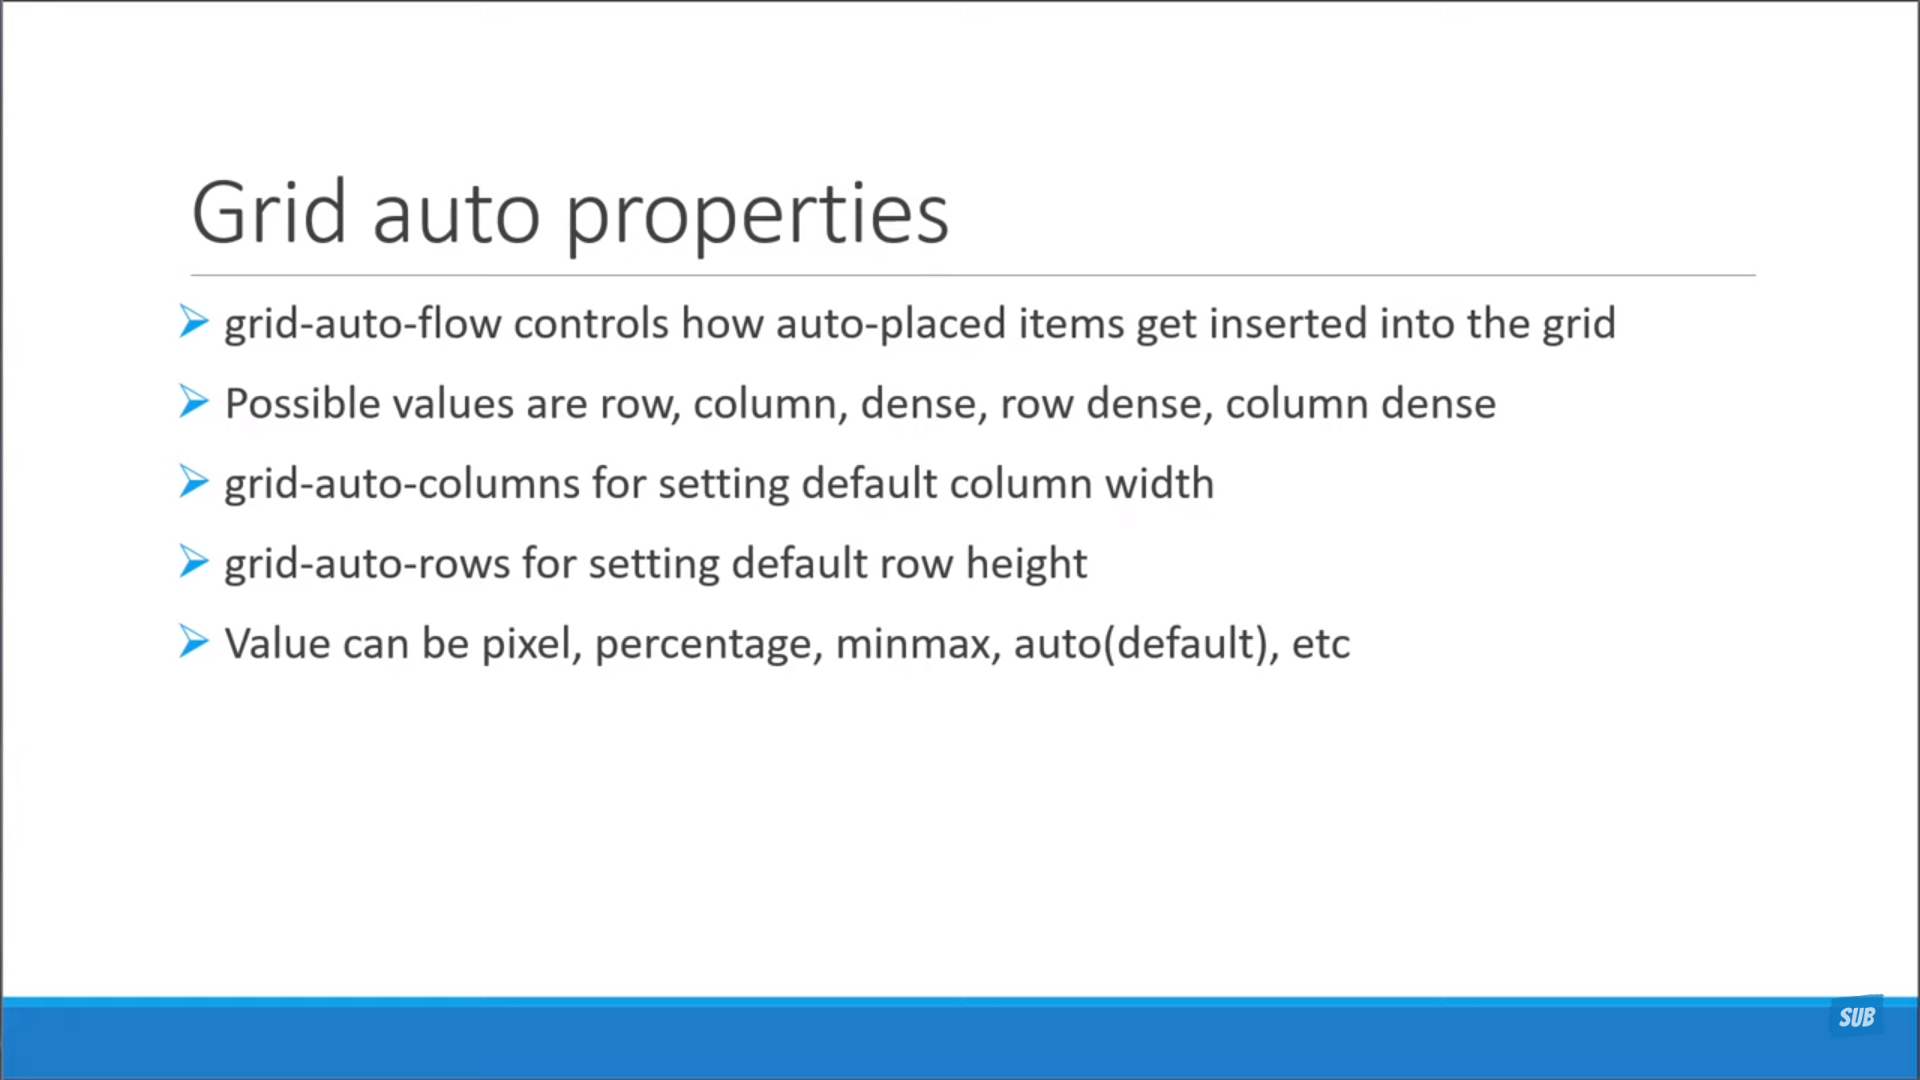 Grid auto properties
grid-auto-flow controls how auto-placed items get inserted into the grid
Possible values are row, column, dense, row dense, column dense
grid-auto-columns for setting default column width
grid-auto-rows for setting default row height
Value can be pixel, percentage, minmax, auto(default), etc
SUB